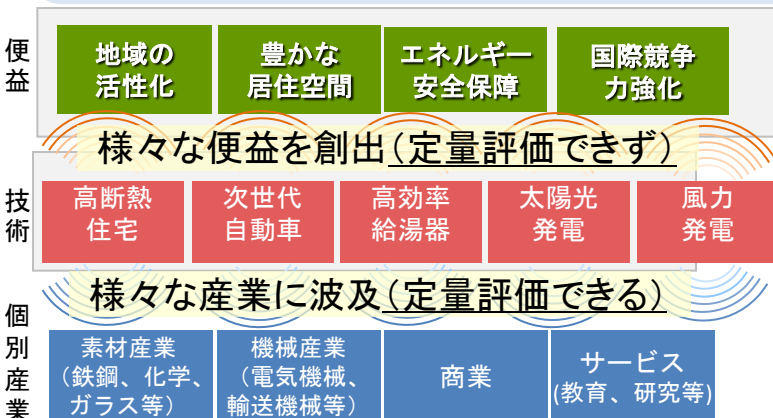 便益
地域の
活性化
豊かな
居住空間
エネルギー
安全保障
国際競争
力強化
様々な便益を創出(定量評価できず)
技術
高断熱
住宅
次世代
自動車
高効率
給湯器
太陽光
発電
風力
発電
様々な産業に波及(定量評価できる)
個別産業
素材産業
(鉄鋼、化学、
ガラス等)
機械産業
(電気機械、
輸送機械等)
商業
サービス
(教育、研究等)